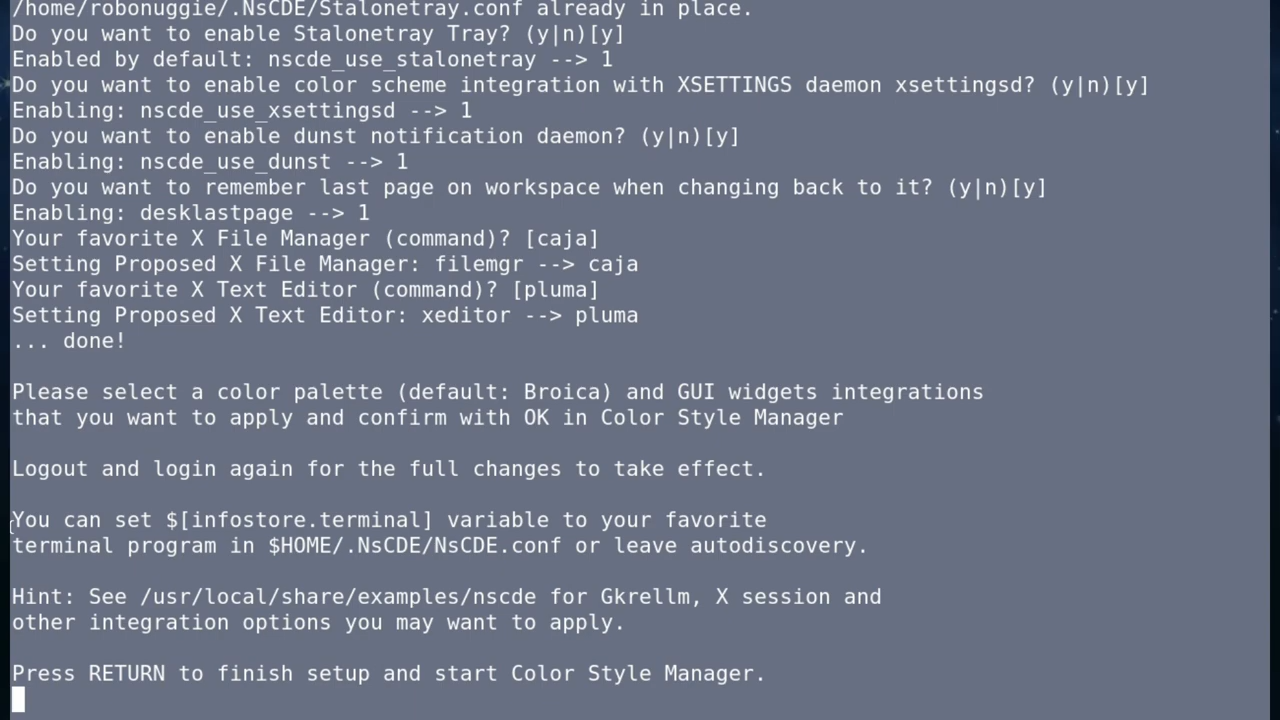 /home/robonuggie/.NsCDE/Stalonetray.conf already in place.
Do you want to enable Stalonetray Tray? (y|n)[y]
Enabled by default: nscde_use_stalonetray --> 1
Do you want to enable color scheme integration with XSETTINGS daemon xsettingsd? (y|n)[y]
Enabling: nscde_use_xsettingsd --> 1
Do you want to enable dunst notification daemon? (y|n)[y]
Enabling: nscde_use_dunst --> 1
Do you want to remember last page on workspace when changing back to it? (y|n)[y]
Enabling: desklastpage --> 1
Your favorite X File Manager (command)? [caja]
Setting Proposed X File Manager: filemgr --> caja
Your favorite X Text Editor (command)? [pluma]
Setting Proposed X Text Editor: xeditor --> pluma
... done!
Please select a color palette (default: Broica) and GUI widgets integrations
that you want to apply and confirm with OK in Color Style Manager
Logout and login again for the full changes to take effect.
You can set $[infostore.terminal] variable to your favorite
terminal program in $HOME/.NsCDE/NsCDE.conf or leave autodiscovery.
Hint: See /usr/local/share/examples/nscde for Gkrellm, X session and
other integration options you may want to apply.
Press RETURN to finish setup and start Color Style Manager.